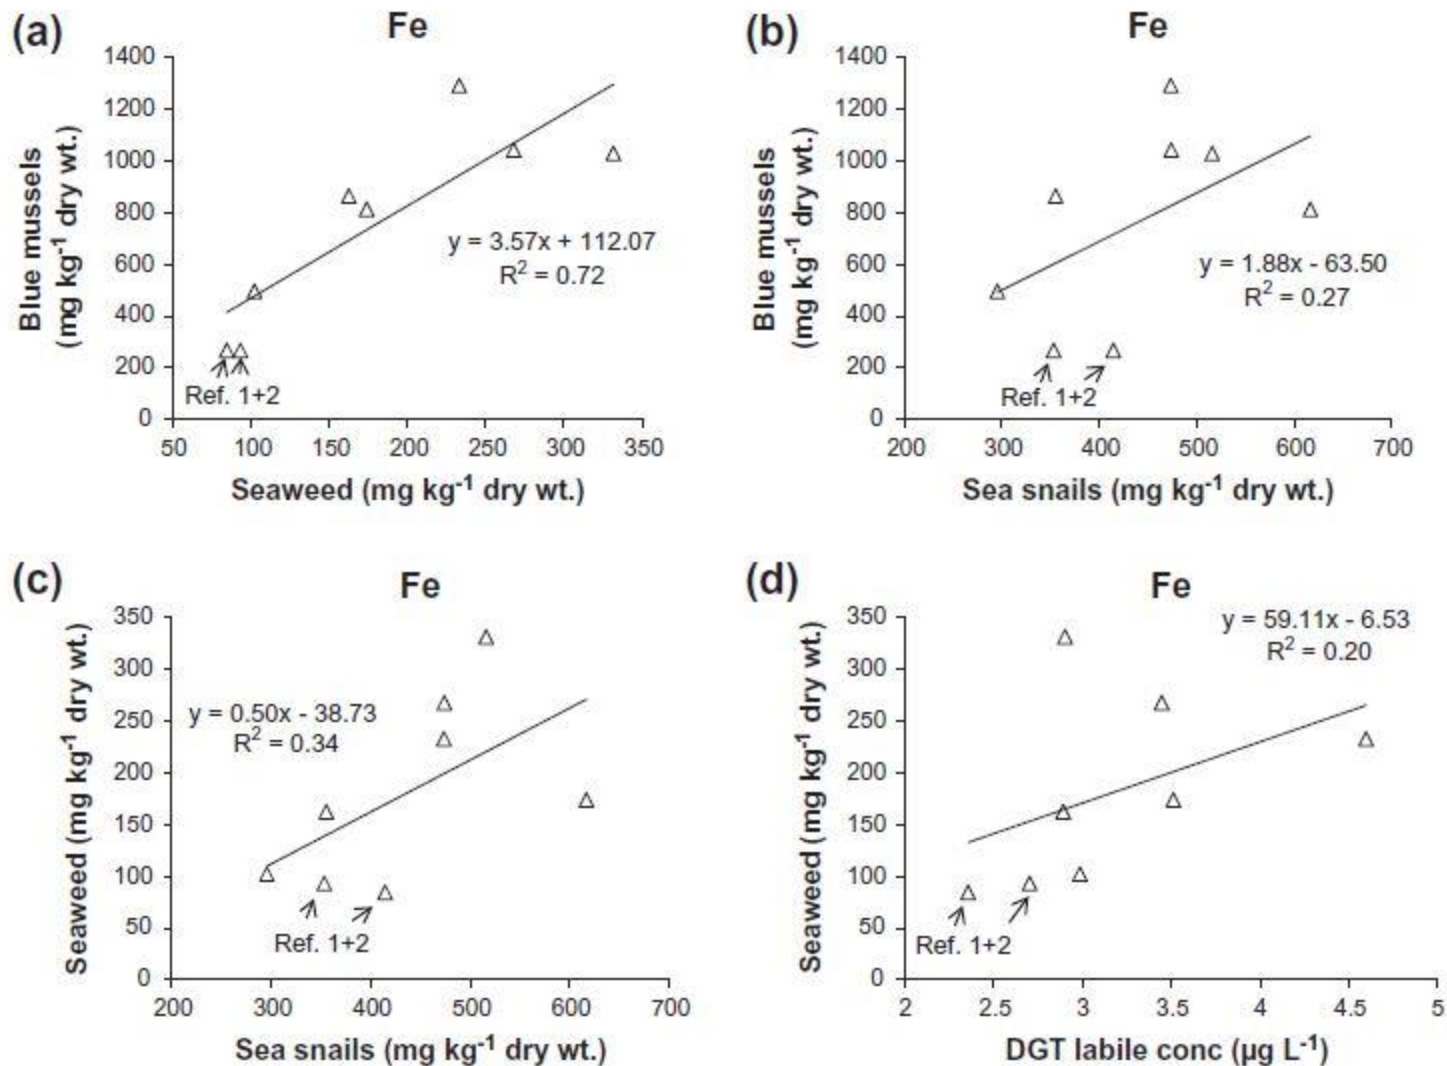 (a)
Fe
1400
1200
1000
800
600
400
200
0
Blue mussels
(mg kg⁻¹ dry wt.)
y = 3.57x + 112.07
R² = 0.72
Ref. 1+2
50 100 150 200 250 300 350
Seaweed (mg kg⁻¹ dry wt.)
(b)
Fe
1400
1200
1000
800
600
400
200
0
Blue mussels
(mg kg⁻¹ dry wt.)
y = 1.88x - 63.50
R² = 0.27
Ref. 1+2
200 300 400 500 600 700
Sea snails (mg kg⁻¹ dry wt.)
(c)
Fe
350
300
250
200
150
100
50
0
Seaweed (mg kg⁻¹ dry wt.)
y = 0.50x - 38.73
R² = 0.34
Ref. 1+2
200 300 400 500 600 700
Sea snails (mg kg⁻¹ dry wt.)
(d)
Fe
350
300
250
200
150
100
50
0
Seaweed (mg kg⁻¹ dry wt.)
y = 59.11x - 6.53
R² = 0.20
Ref. 1+2
2 2.5 3 3.5 4 4.5 5
DGT labile conc (µg L⁻¹)